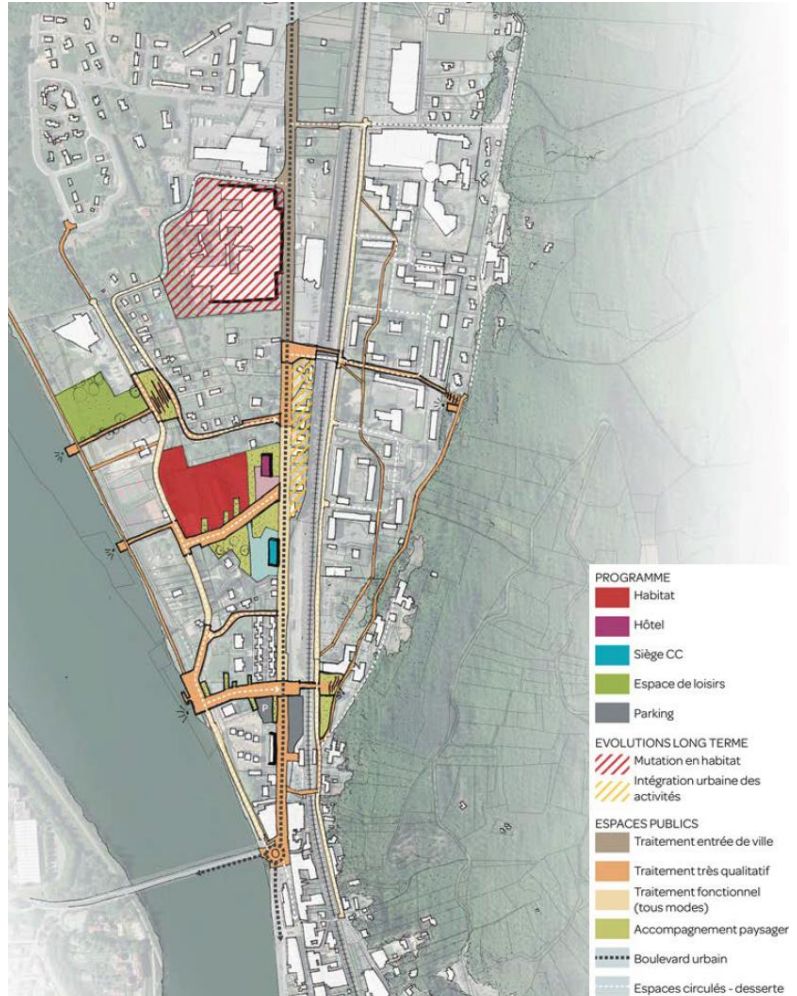 P
PROGRAMME
Habitat
Hôtel
Siège CC
Espace de loisirs
Parking
EVOLUTIONS LONG TERME
Mutation en habitat
Intégration urbaine des
activités
ESPACES PUBLICS
Traitement entrée de ville
Traitement très qualitatif
Traitement fonctionnel
(tous modes)
Accompagnement paysager
Boulevard urbain
Espaces circulés - desserte